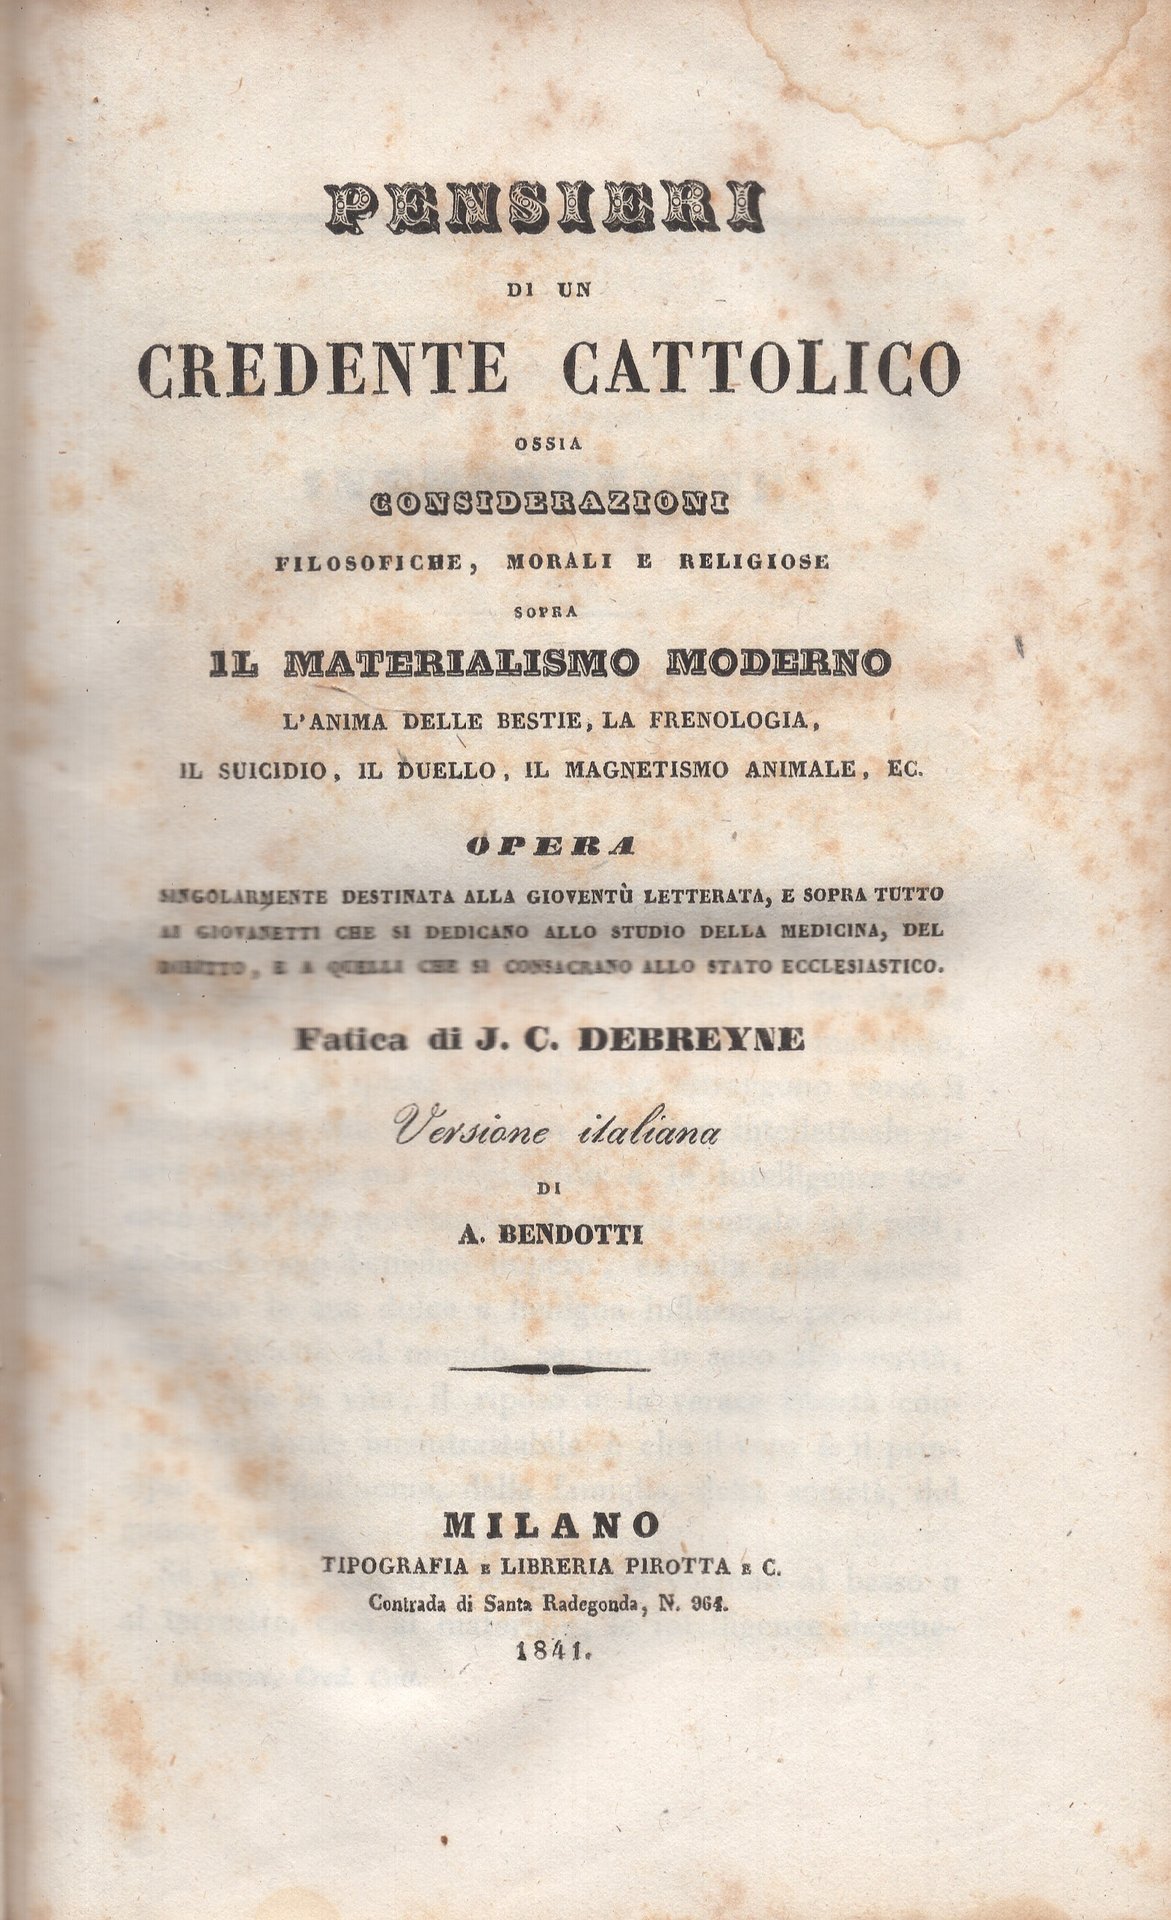 PENSIERI
DI UN
CREDENTE CATTOLICO
OSSIA
CONSIDERAZIONI
FILOSOFICHE, MORALI E RELIGIOSE
SOPRA
IL MATERIALISMO MODERNO
L'ANIMA DELLE BESTIE, LA FRENOLOGIA,
IL SUICIDIO, IL DUELLO, IL MAGNETISMO ANIMALE, EC.
OPERA
SINGOLARMENTE DESTINATA ALLA GIOVENTÙ LETTERATA, E SOPRA TUTTO
AI GIOVANETTI CHE SI DEDICANO ALLO STUDIO DELLA MEDICINA, DEL
DIRITTO, E A QUELLI CHE SI CONSACRANO ALLO STATO ECCLESIASTICO.
Fatica di J. C. DEBREYNE
Versione italiana
DI
A. BENDOTTI
MILANO
TIPOGRAFIA E LIBRERIA PIROTTA E C.
Contrada di Santa Radegonda, N. 964.
1841.